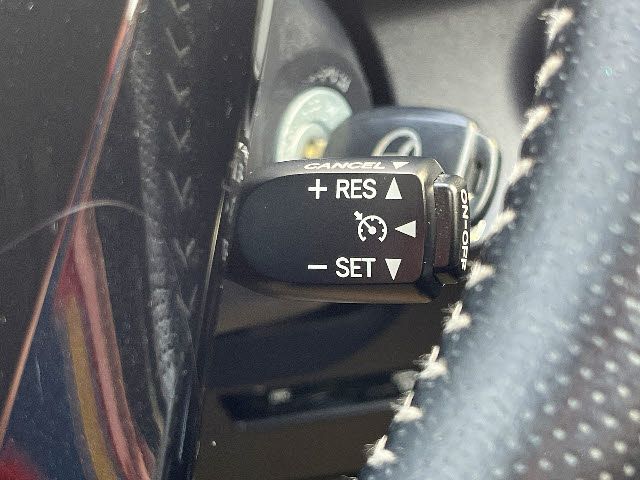 CANCEL ▼
+ RES ▲
◀
− SET ▼
ON-OFF